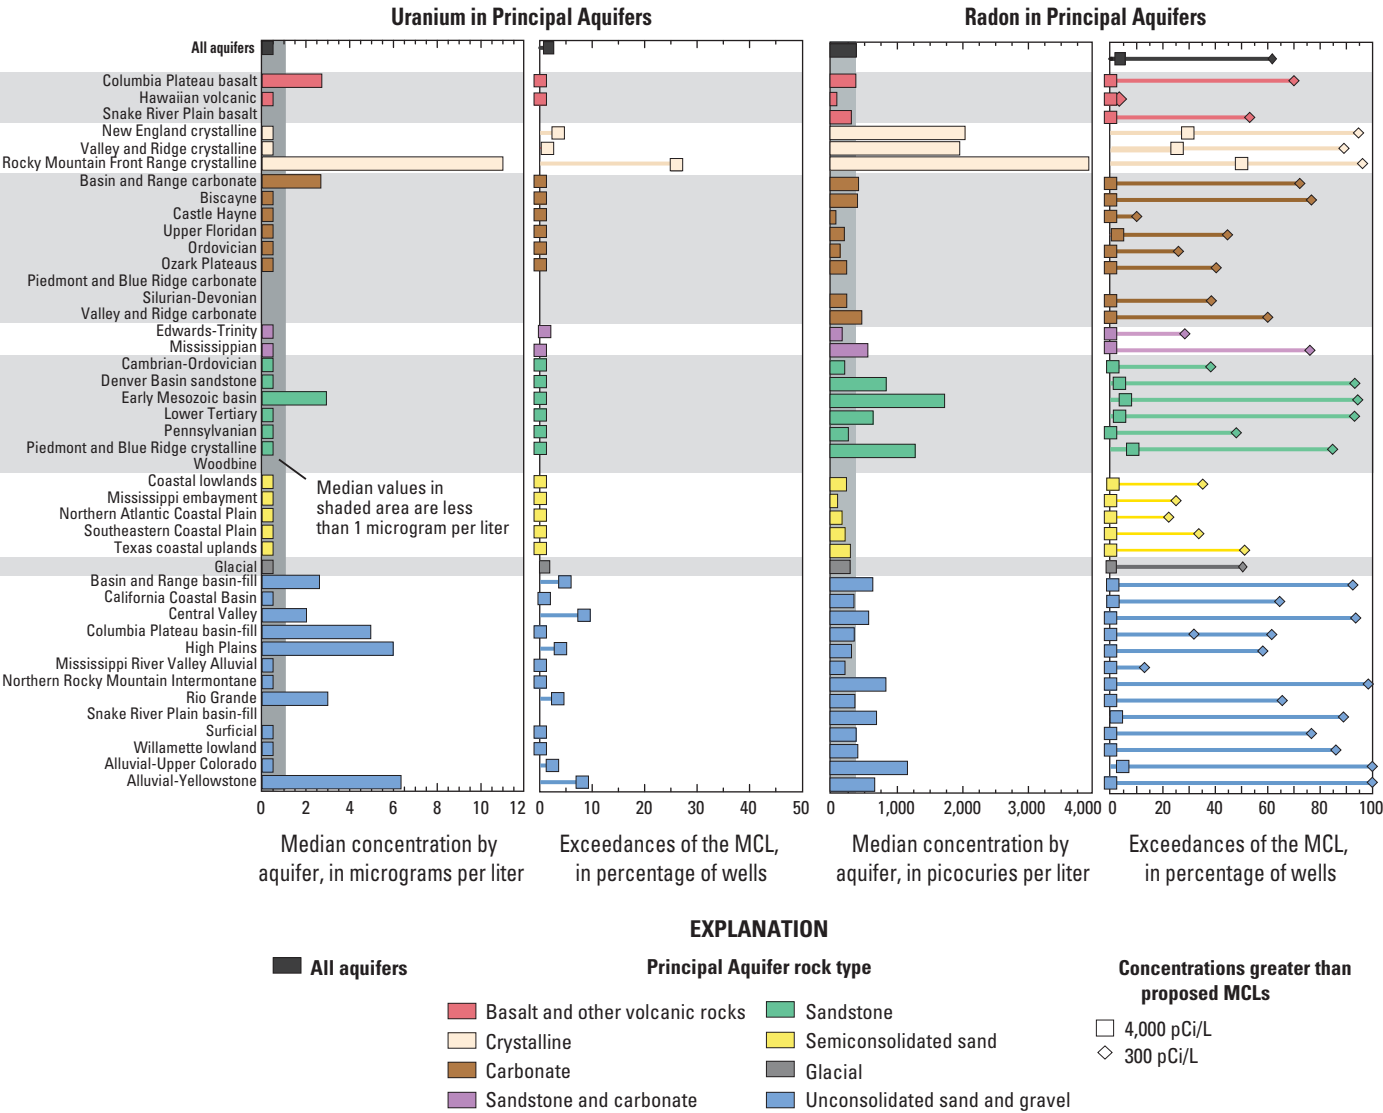 Uranium in Principal Aquifers
Radon in Principal Aquifers
All aquifers
Columbia Plateau basalt
Hawaiian volcanic
Snake River Plain basalt
New England crystalline
Valley and Ridge crystalline
Rocky Mountain Front Range crystalline
Basin and Range carbonate
Biscayne
Castle Hayne
Upper Floridan
Ordovician
Ozark Plateaus
Piedmont and Blue Ridge carbonate
Silurian-Devonian
Valley and Ridge carbonate
Edwards-Trinity
Mississippian
Cambrian-Ordovician
Denver Basin sandstone
Early Mesozoic basin
Lower Tertiary
Pennsylvanian
Piedmont and Blue Ridge crystalline
Woodbine
Coastal lowlands
Mississippi embayment
Northern Atlantic Coastal Plain
Southeastern Coastal Plain
Texas coastal uplands
Glacial
Basin and Range basin-fill
California Coastal Basin
Central Valley
Columbia Plateau basin-fill
High Plains
Mississippi River Valley Alluvial
Northern Rocky Mountain Intermontane
Rio Grande
Snake River Plain basin-fill
Surficial
Willamette lowland
Alluvial-Upper Colorado
Alluvial-Yellowstone
Median values in
shaded area are less
than 1 microgram per liter
0 2 4 6 8 10 12
0 10 20 30 40 50
0 1,000 2,000 3,000 4,000
0 20 40 60 80 100
Median concentration by
aquifer, in micrograms per liter
Exceedances of the MCL,
in percentage of wells
Median concentration by
aquifer, in picocuries per liter
Exceedances of the MCL,
in percentage of wells
EXPLANATION
All aquifers
Principal Aquifer rock type
Basalt and other volcanic rocks
Crystalline
Carbonate
Sandstone and carbonate
Sandstone
Semiconsolidated sand
Glacial
Unconsolidated sand and gravel
Concentrations greater than
proposed MCLs
4,000 pCi/L
300 pCi/L